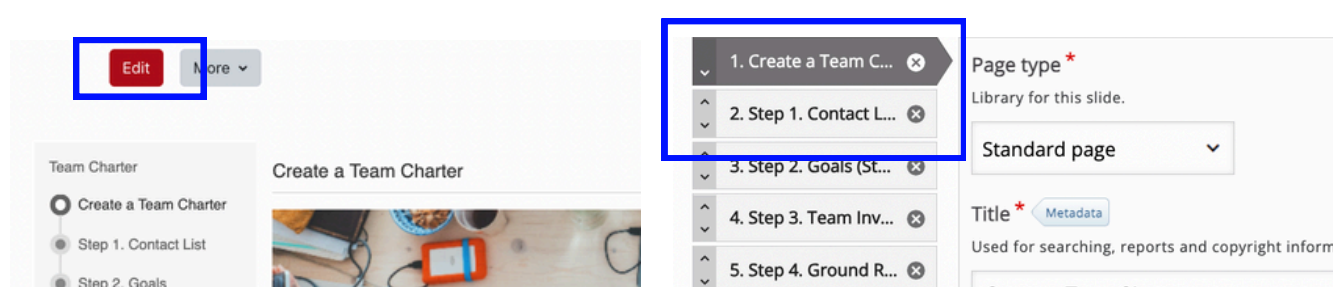 Edit
More
Team Charter
Create a Team Charter
Step 1. Contact List
Step 2. Goals
Create a Team Charter
1. Create a Team C...
2. Step 1. Contact L...
3. Step 2. Goals (St...
4. Step 3. Team Inv...
5. Step 4. Ground R...
Page type *
Library for this slide.
Standard page
Title * Metadata
Used for searching, reports and copyright inform